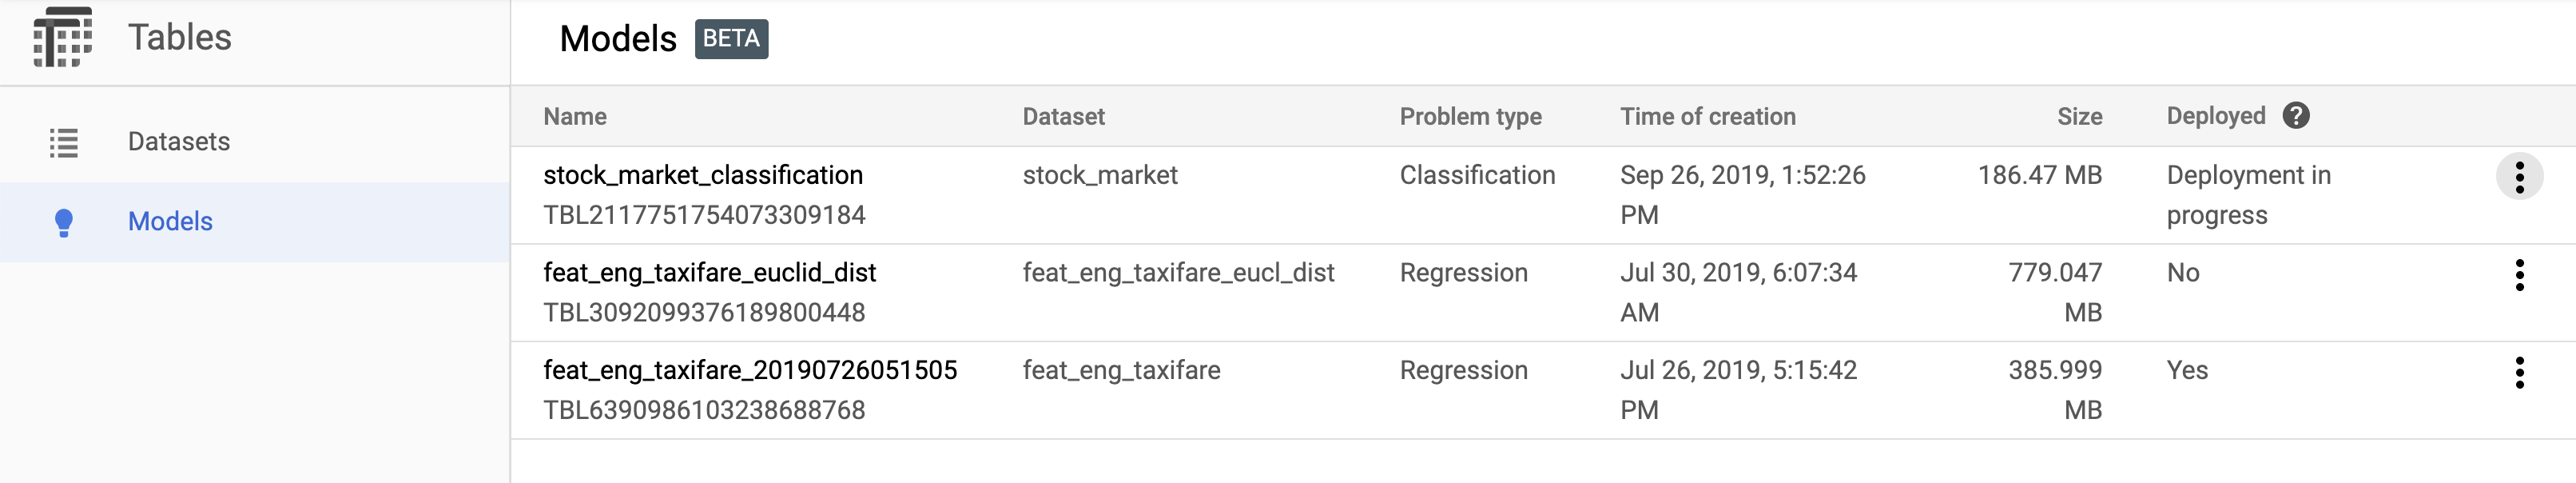 Tables
Models BETA
Datasets
Models
Name Dataset Problem type Time of creation Size Deployed ?
stock_market_classification stock_market Classification Sep 26, 2019, 1:52:26 186.47 MB Deployment in
TBL2117751754073309184 PM progress
feat_eng_taxifare_euclid_dist feat_eng_taxifare_eucl_dist Regression Jul 30, 2019, 6:07:34 779.047 No
TBL3092099376189800448 AM MB
feat_eng_taxifare_20190726051505 feat_eng_taxifare Regression Jul 26, 2019, 5:15:42 385.999 Yes
TBL6390986103238688768 PM MB